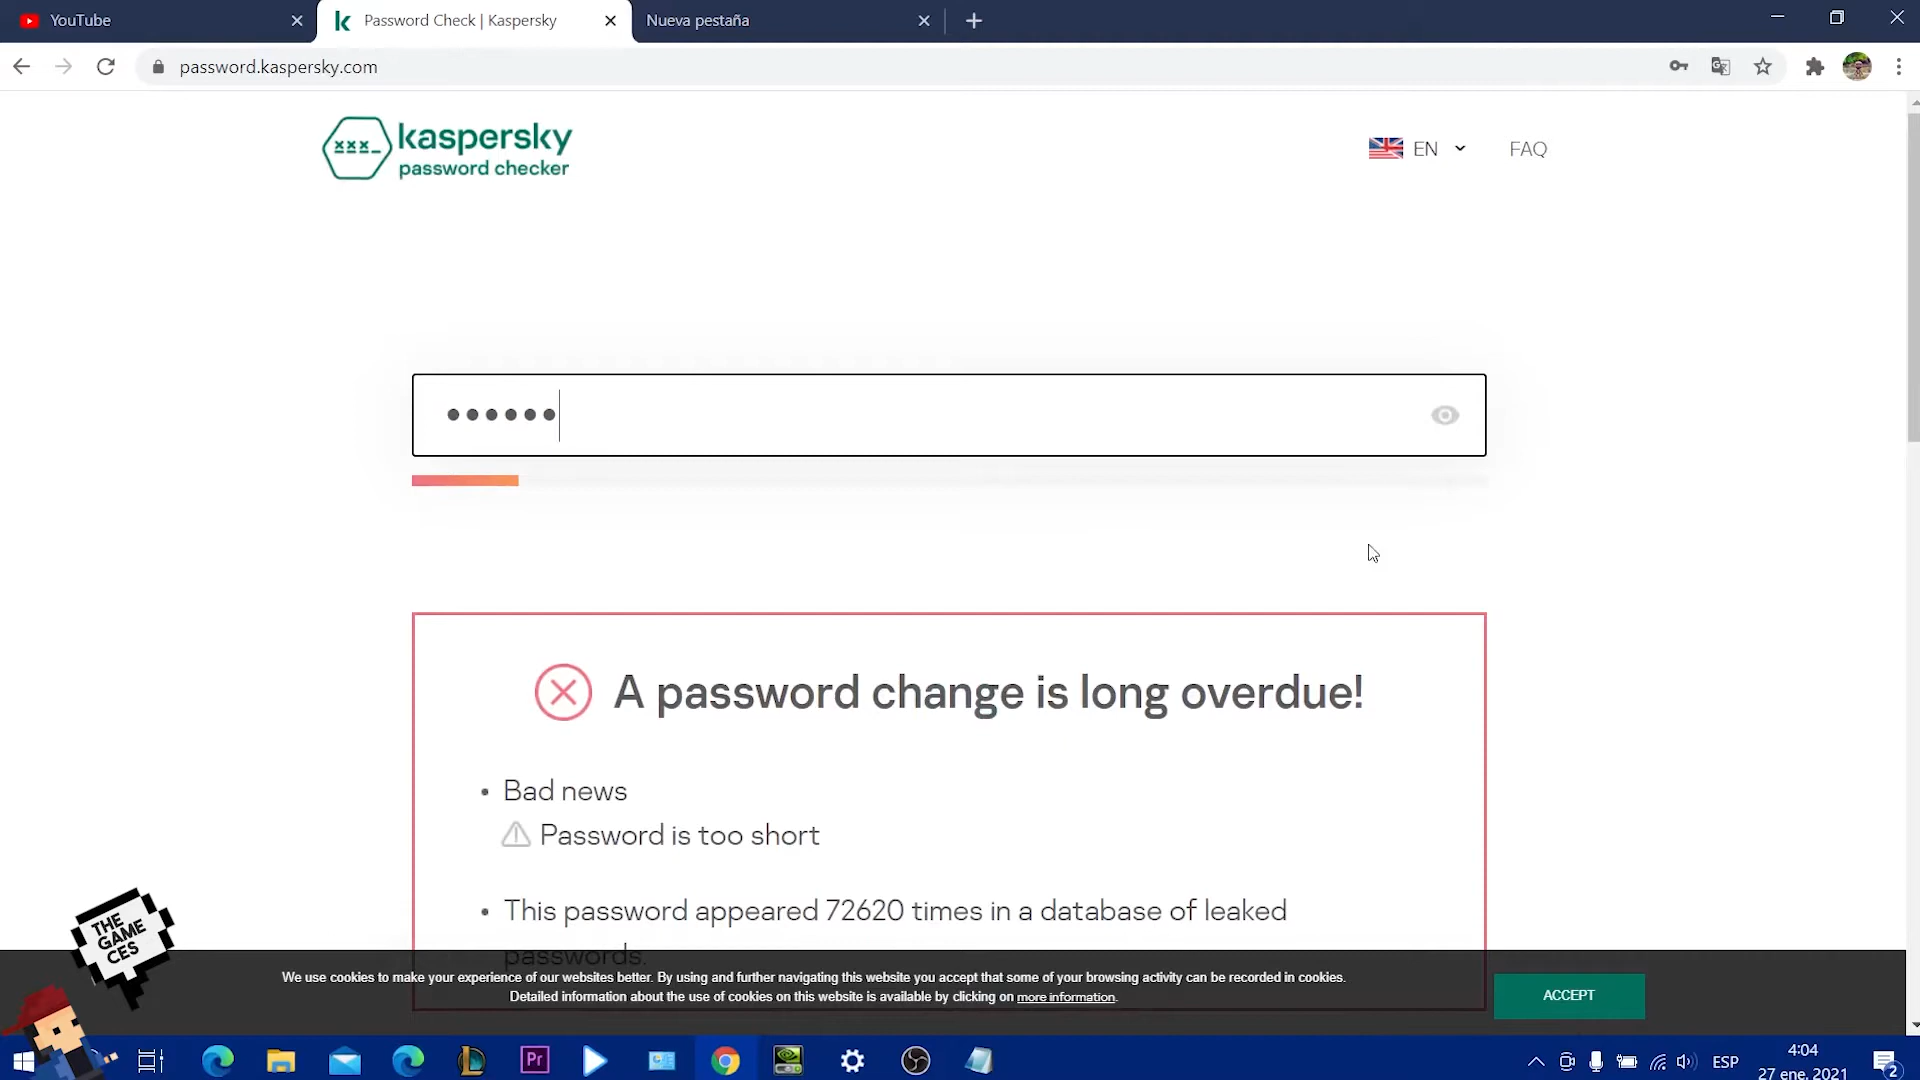 YouTube
Password Check | Kaspersky
Nueva pestaña
password.kaspersky.com
xxx_
kaspersky
password checker
EN
FAQ
A password change is long overdue!
Bad news
Password is too short
This password appeared 72620 times in a database of leaked
passwords.
We use cookies to make your experience of our websites better. By using and further navigating this website you accept that some of your browsing activity can be recorded in cookies.
Detailed information about the use of cookies on this website is available by clicking on more information.
ACCEPT
THE
GAME
CES
Pr
ESP
4:04
27 ene. 2021
2